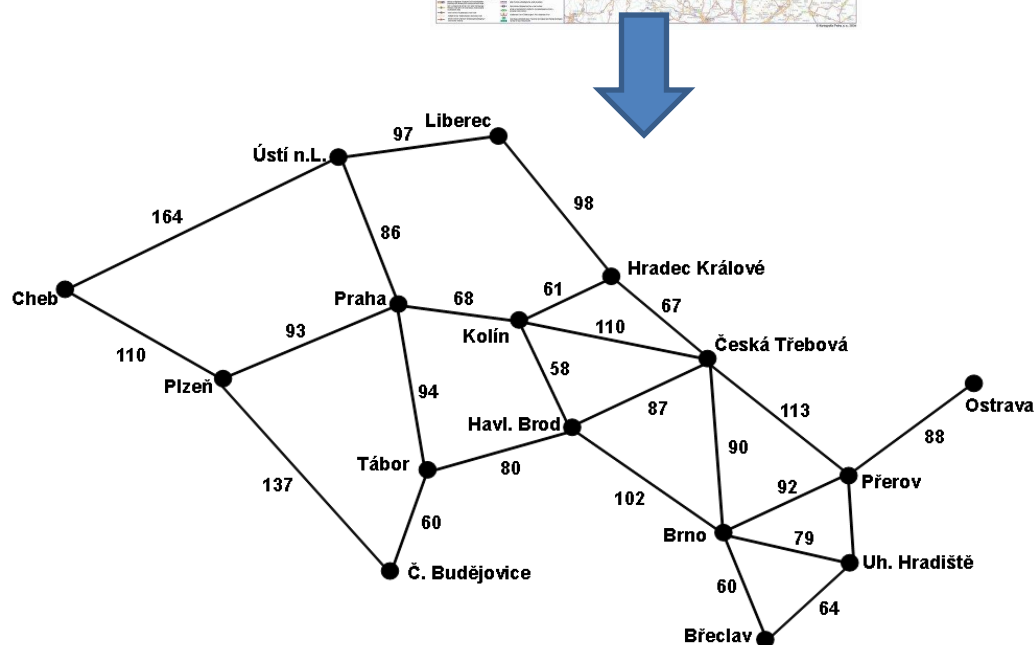 Liberec
97
Ústí n.L.
164
86
98
Hradec Králové
Cheb
Praha
68
61
67
Kolín
110
Česká Třebová
110
93
58
Plzeň
94
Havl. Brod
87
113
Ostrava
88
Tábor
80
90
Přerov
137
102
92
60
Brno
79
Č. Budějovice
Uh. Hradiště
60
64
Břeclav